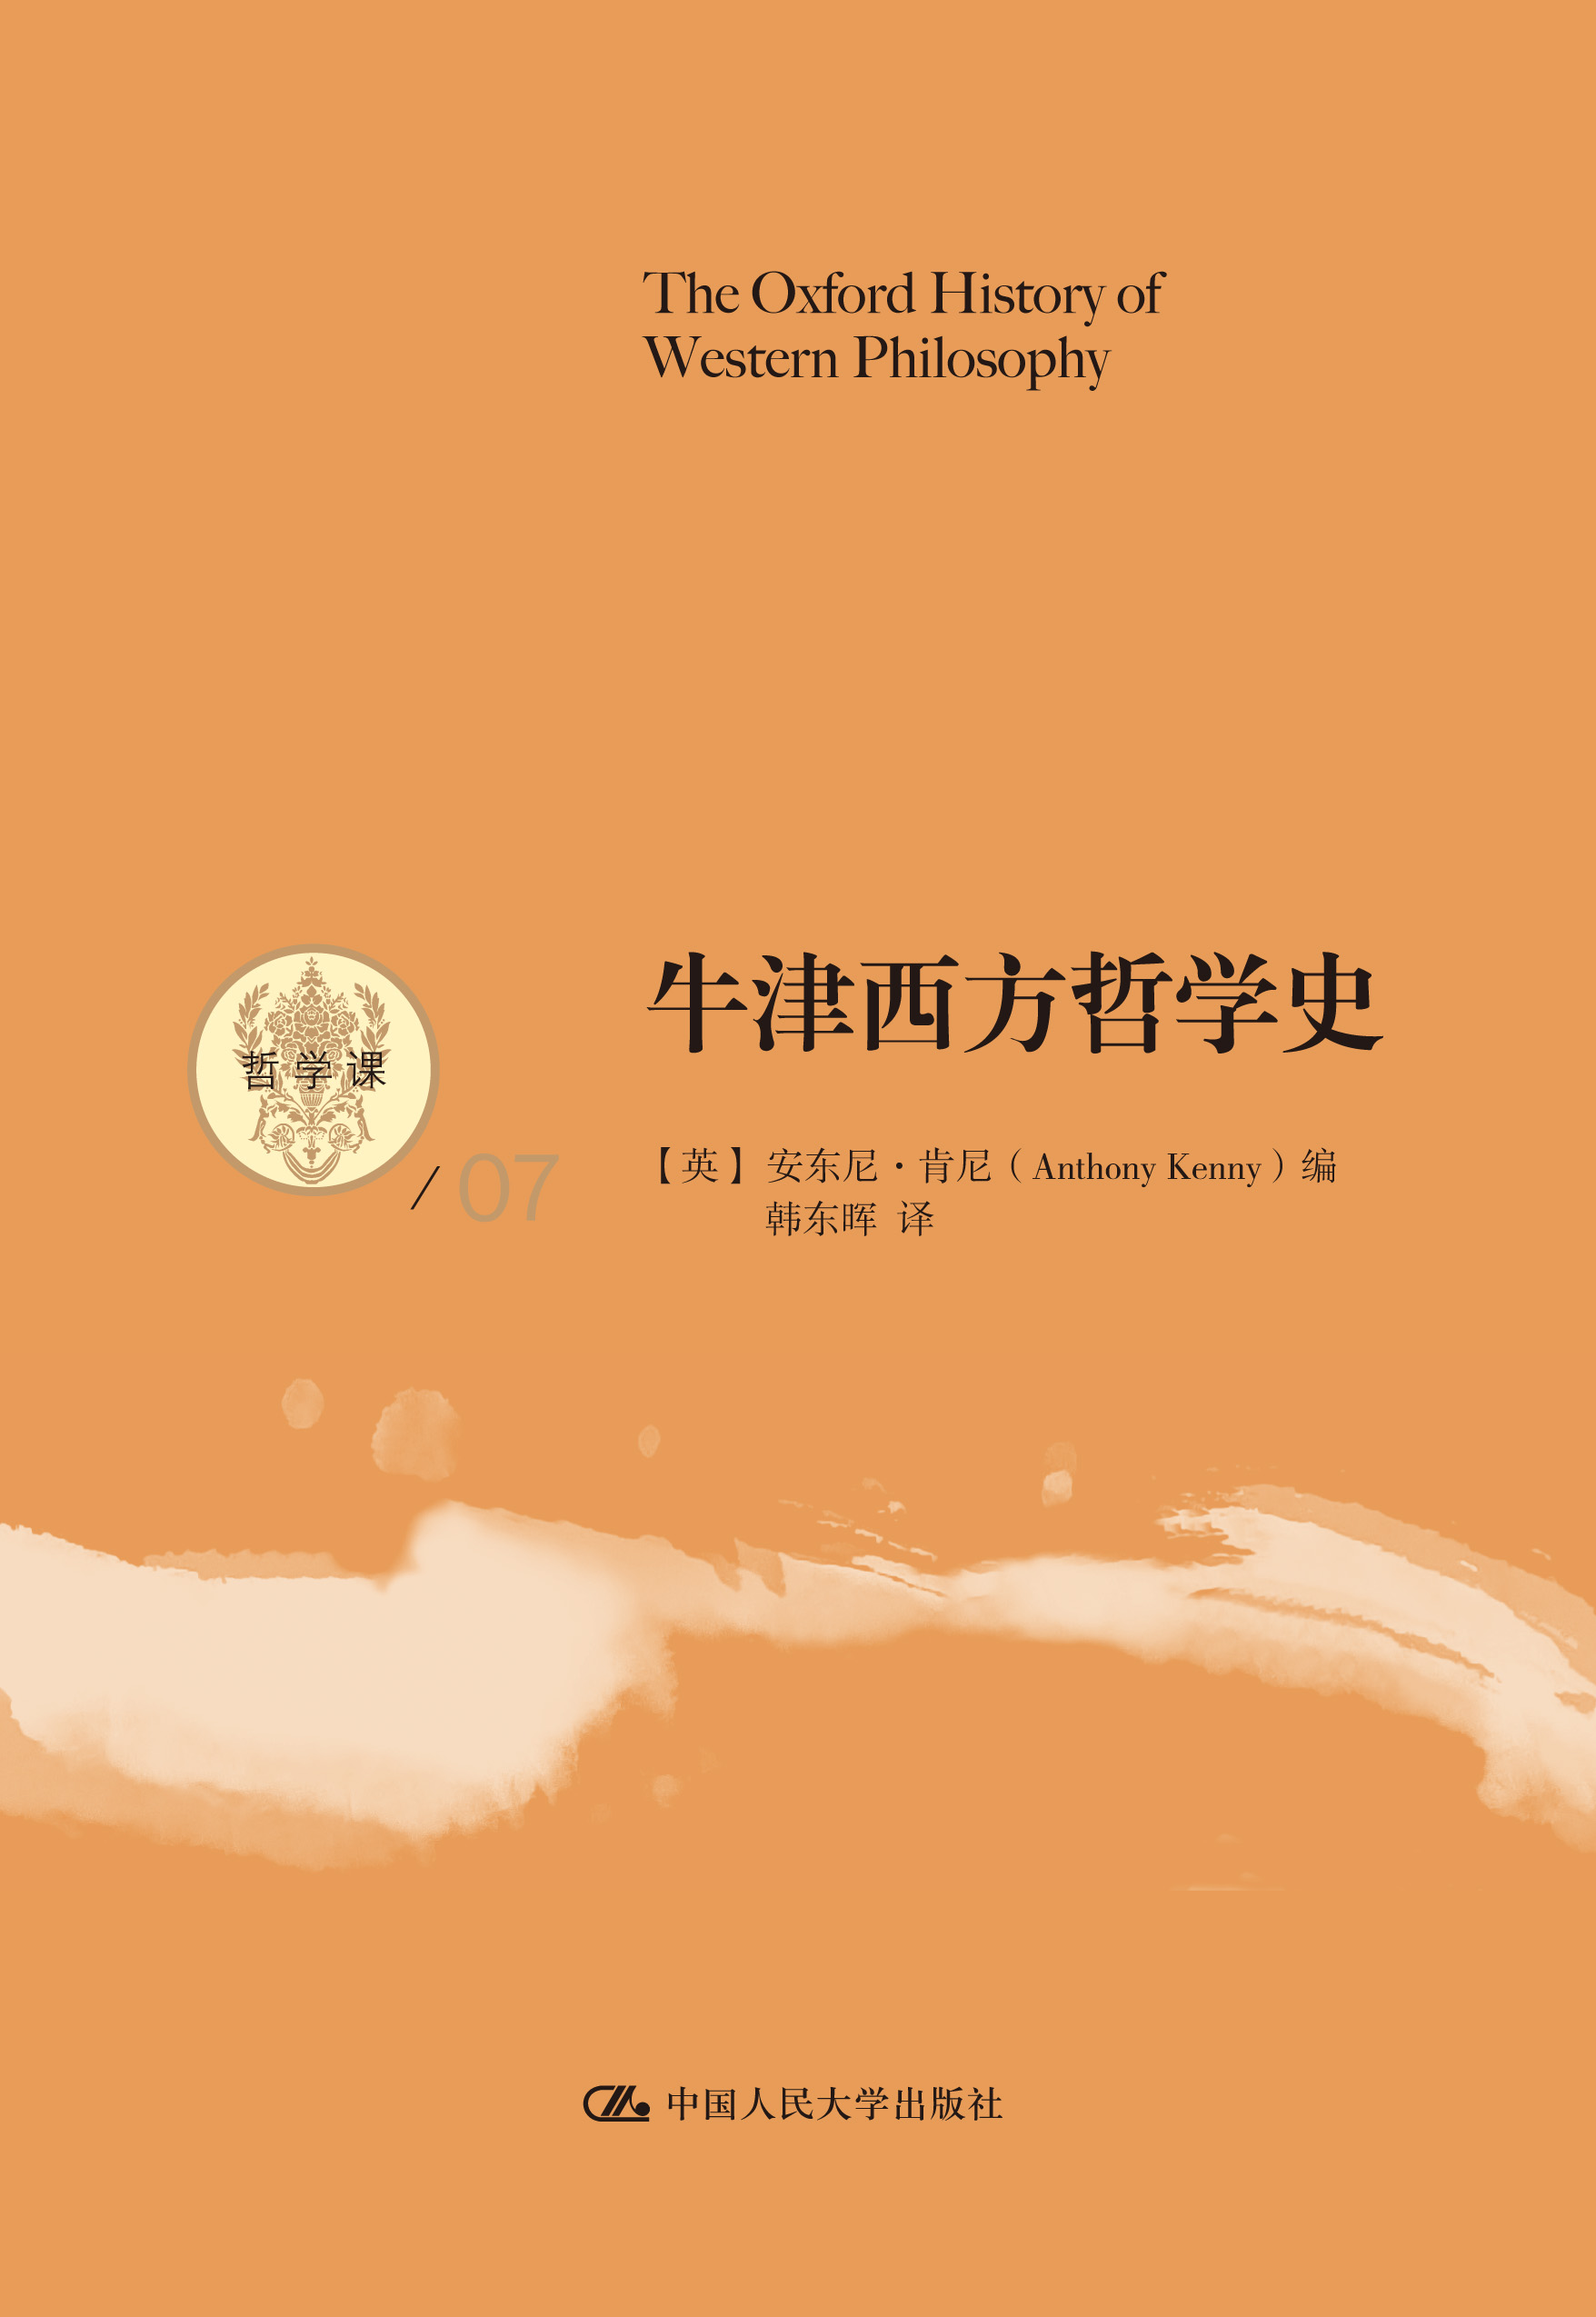 The Oxford History of
Western Philosophy
牛津西方哲学史
哲学课
/ 07
【英】安东尼·肯尼（Anthony Kenny）编
韩东晖 译
中国人民大学出版社